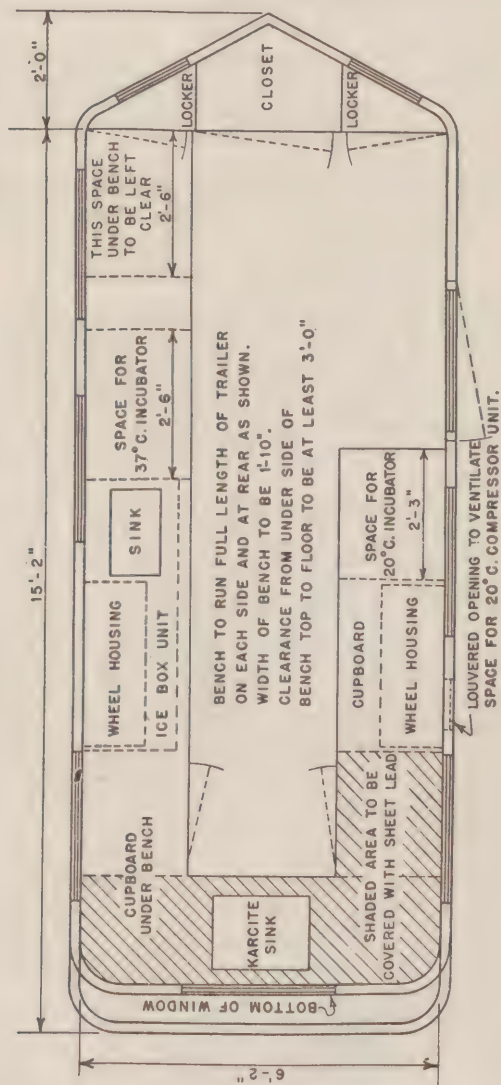 2'-0"
15'-2"
6'-2"
LOCKER
CLOSET
LOCKER
THIS SPACE
UNDER BENCH
TO BE LEFT
CLEAR
2'-6"
SPACE FOR
37°C. INCUBATOR
2'-6"
SINK
WHEEL HOUSING
ICE BOX UNIT
CUPBOARD
UNDER BENCH
BENCH TO RUN FULL LENGTH OF TRAILER
ON EACH SIDE AND AT REAR AS SHOWN.
WIDTH OF BENCH TO BE 1'-10".
CLEARANCE FROM UNDER SIDE OF
BENCH TOP TO FLOOR TO BE AT LEAST 3'-0"
SPACE FOR
20°C. INCUBATOR
2'-3"
CUPBOARD
WHEEL HOUSING
KARCITE
SINK
SHADED AREA TO BE
COVERED WITH SHEET LEAD
BOTTOM OF WINDOW
LOUVERED OPENING TO VENTILATE
SPACE FOR 20°C. COMPRESSOR UNIT.